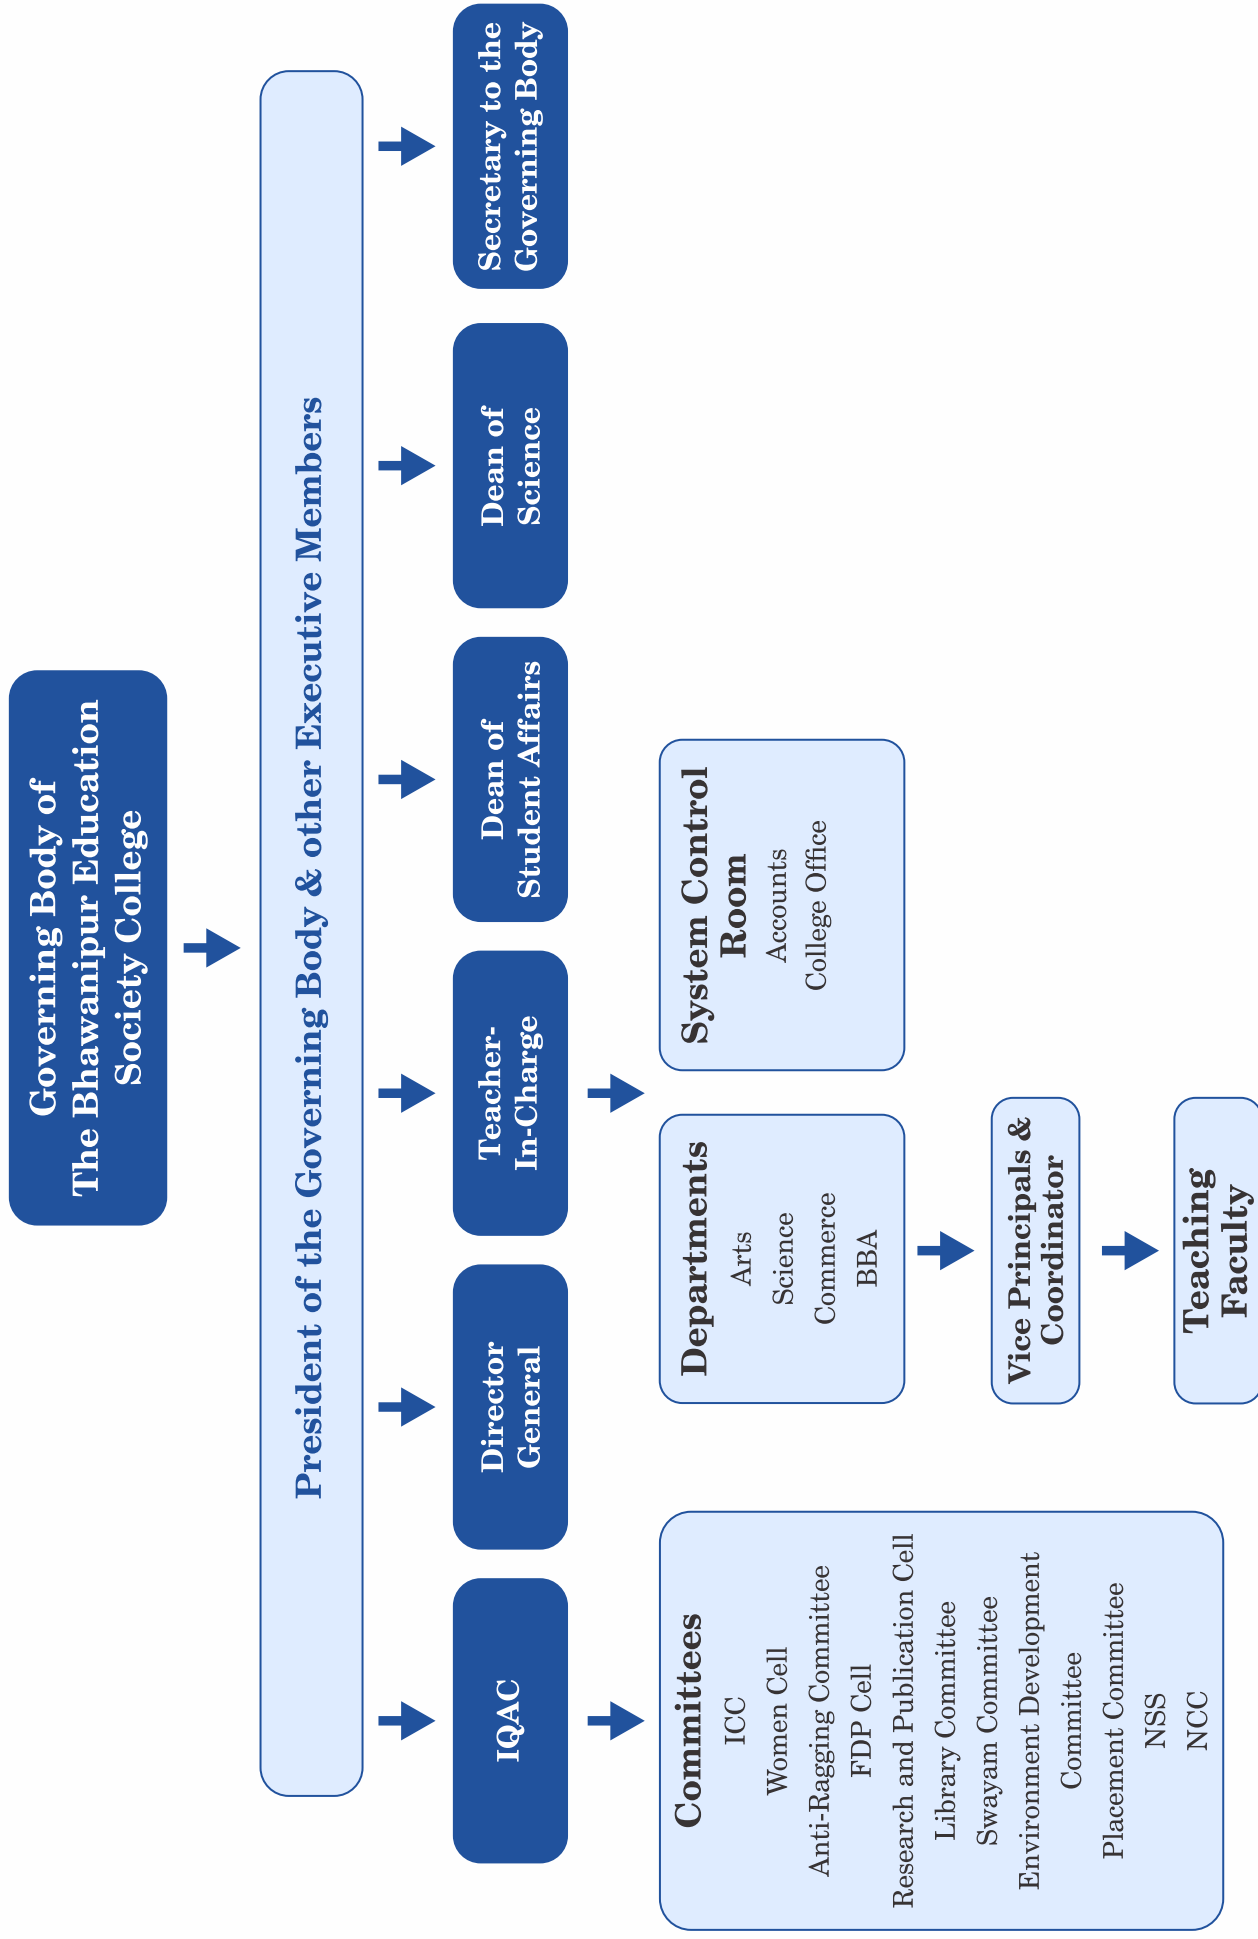 Governing Body of
The Bhawanipur Education
Society College
President of the Governing Body & other Executive Members
IQAC
Director
General
Teacher-
In-Charge
Dean of
Student Affairs
Dean of
Science
Secretary to the
Governing Body
Committees
ICC
Women Cell
Anti-Ragging Committee
FDP Cell
Research and Publication Cell
Library Committee
Swayam Committee
Environment Development
Committee
Placement Committee
NSS
NCC
Departments
Arts
Science
Commerce
BBA
System Control
Room
Accounts
College Office
Vice Principals &
Coordinator
Teaching
Faculty